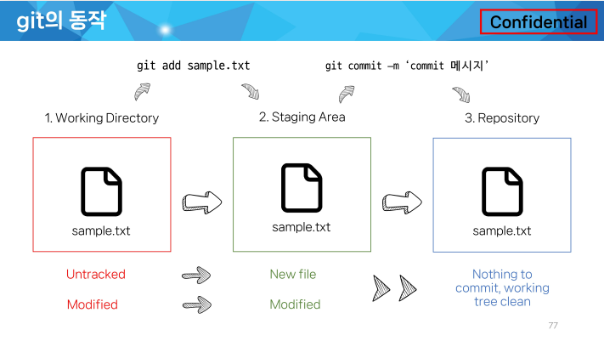 git의 동작
Confidential
git add sample.txt
git commit –m ‘commit 메시지’
1. Working Directory
2. Staging Area
3. Repository
sample.txt
sample.txt
sample.txt
Untracked
New file
Nothing to
commit, working
tree clean
Modified
Modified
77